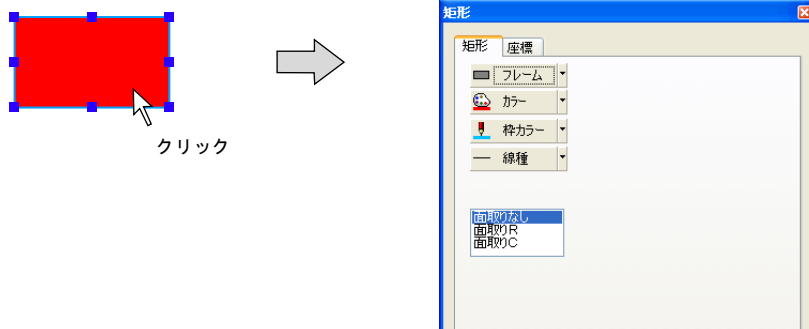 クリック
矩形
矩形 座標
フレーム
カラー
枠カラー
線種
面取りなし
面取りR
面取りC